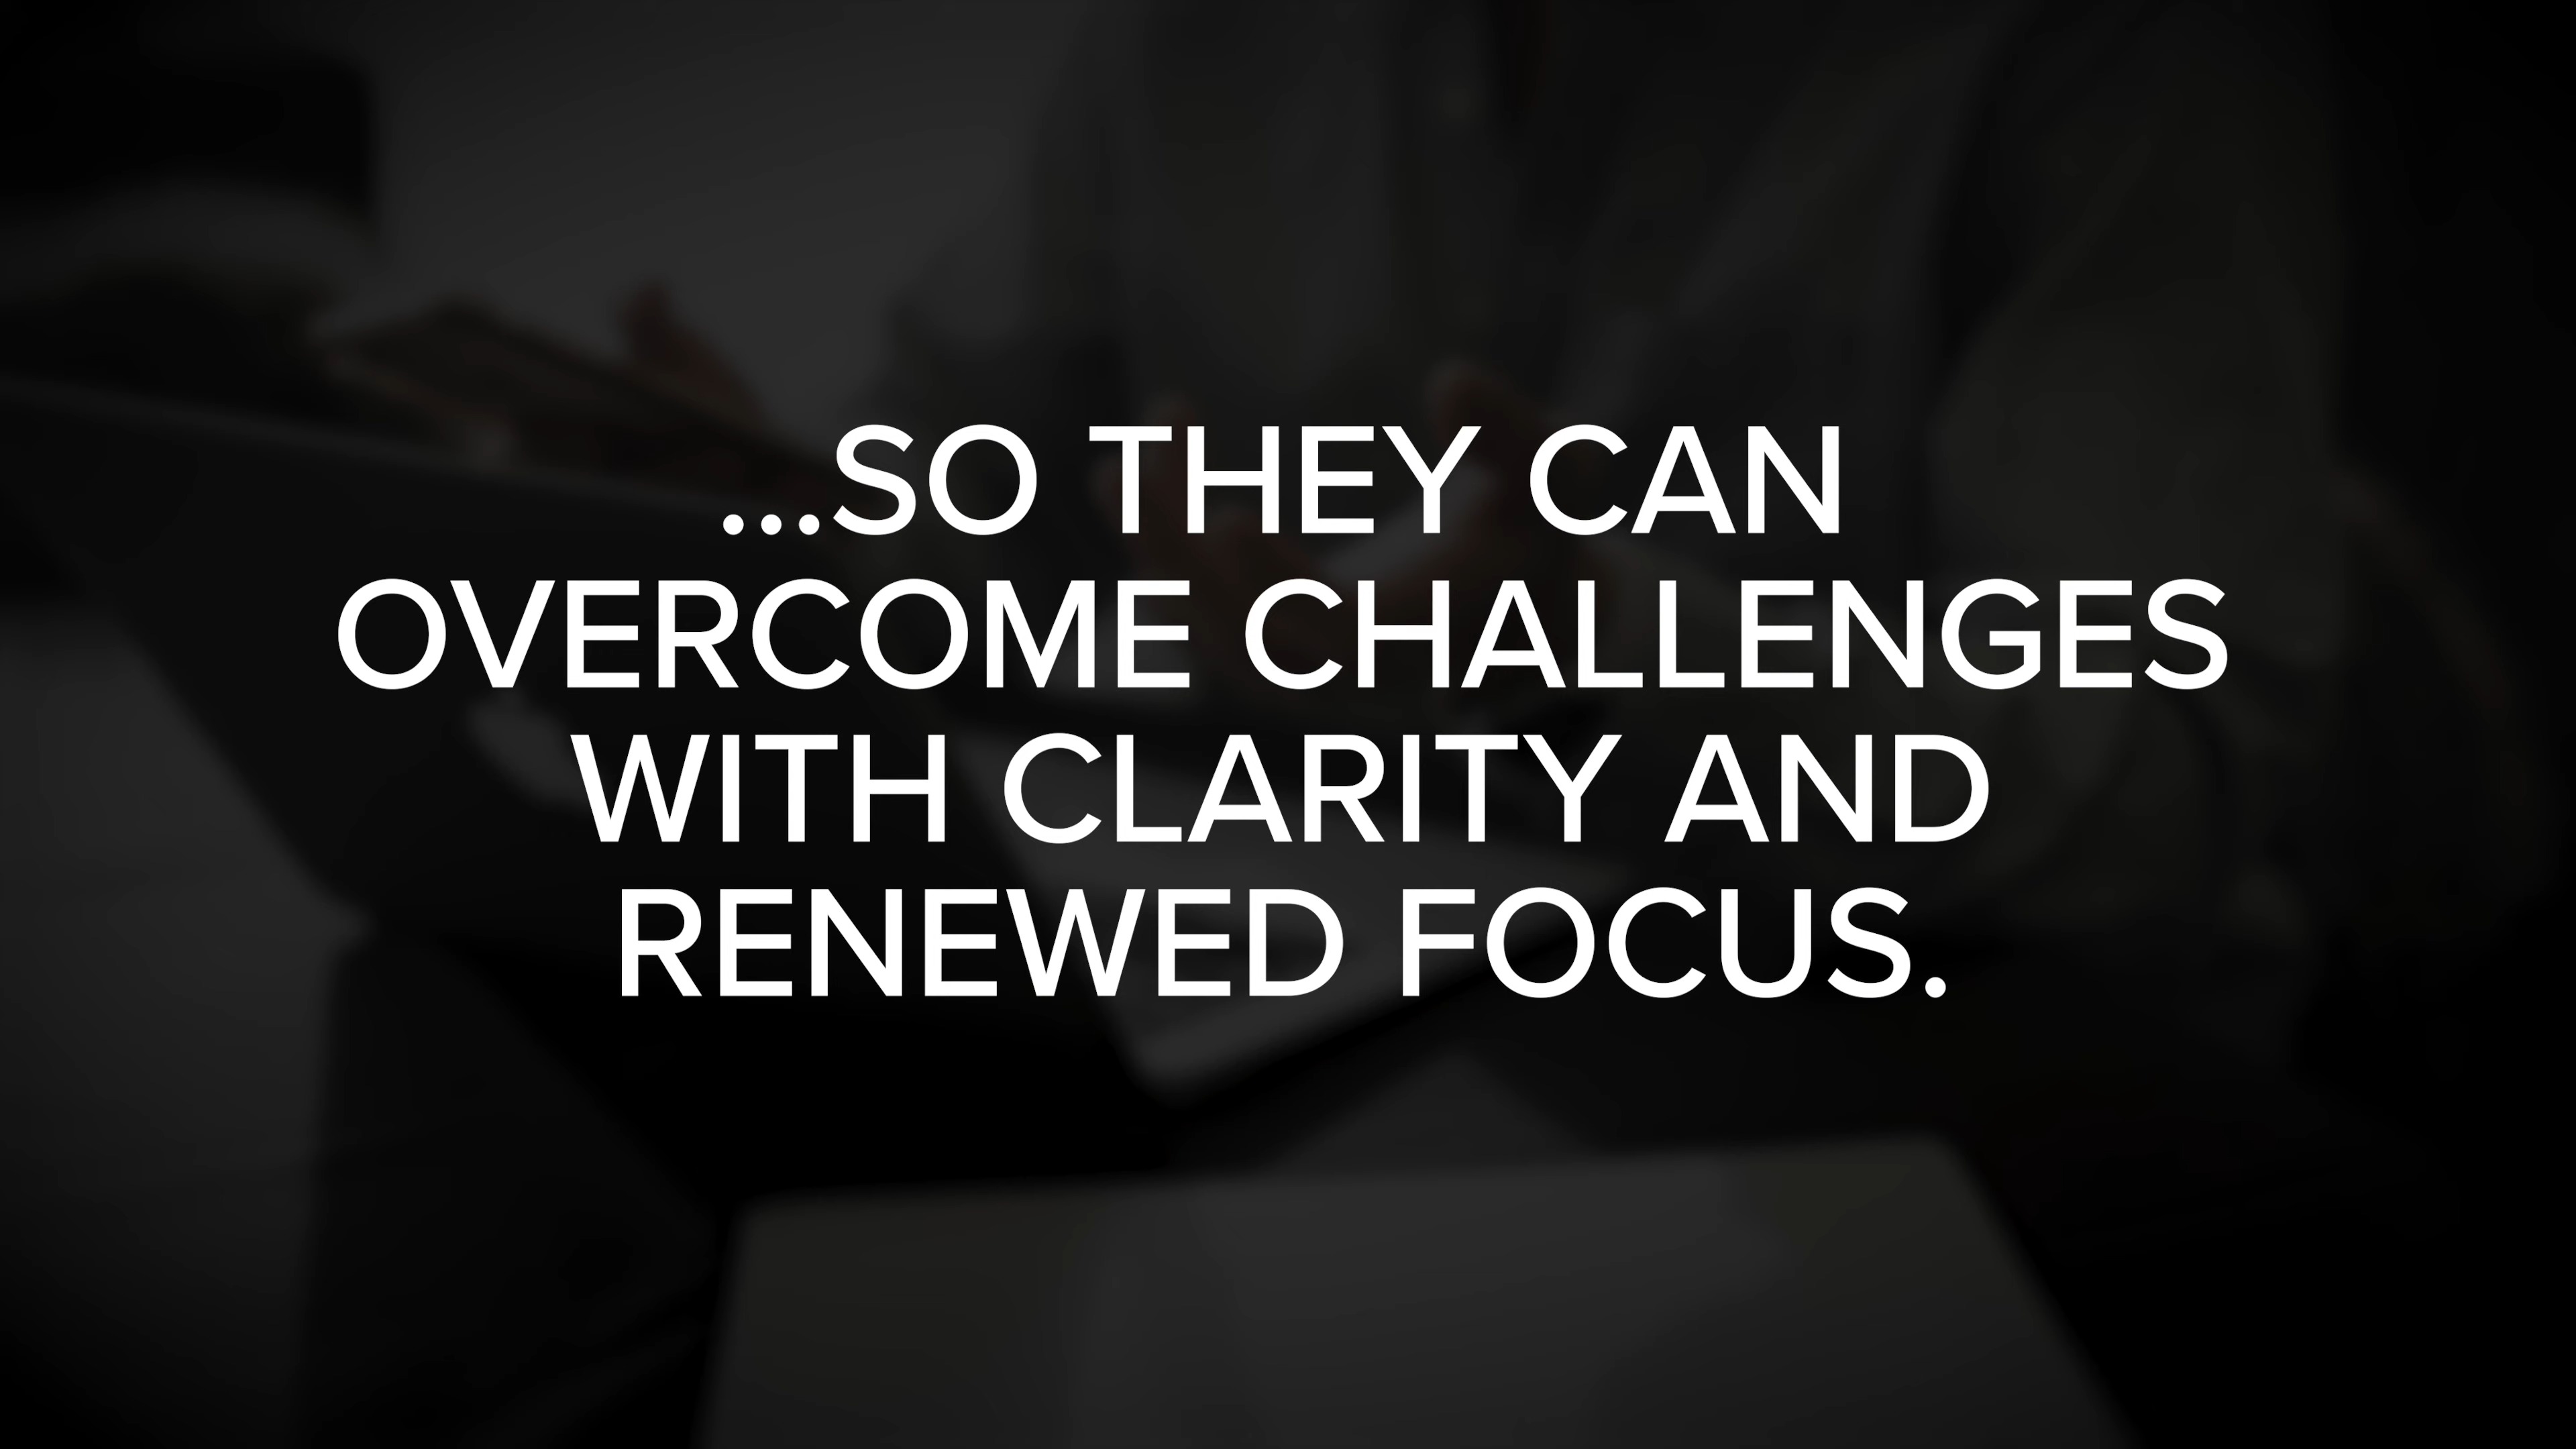 ...SO THEY CAN
OVERCOME CHALLENGES
WITH CLARITY AND
RENEWED FOCUS.